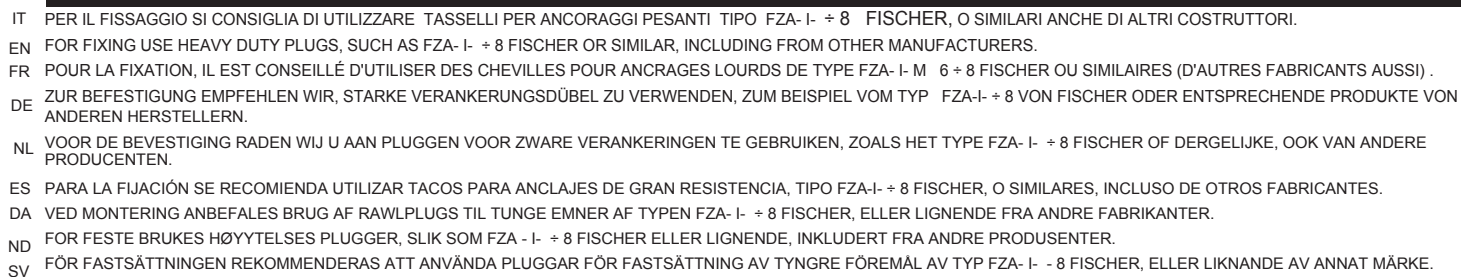 IT PER IL FISSAGGIO SI CONSIGLIA DI UTILIZZARE TASSELLI PER ANCORAGGI PESANTI TIPO FZA- I- ÷ 8 FISCHER, O SIMILARI ANCHE DI ALTRI COSTRUTTORI.
EN FOR FIXING USE HEAVY DUTY PLUGS, SUCH AS FZA- I- ÷ 8 FISCHER OR SIMILAR, INCLUDING FROM OTHER MANUFACTURERS.
FR POUR LA FIXATION, IL EST CONSEILLÉ D'UTILISER DES CHEVILLES POUR ANCRAGES LOURDS DE TYPE FZA- I- M 6 ÷ 8 FISCHER OU SIMILAIRES (D'AUTRES FABRICANTS AUSSI) .
DE ZUR BEFESTIGUNG EMPFEHLEN WIR, STARKE VERANKERUNGSDÜBEL ZU VERWENDEN, ZUM BEISPIEL VOM TYP FZA-I- ÷ 8 VON FISCHER ODER ENTSPRECHENDE PRODUKTE VON
ANDEREN HERSTELLERN.
NL VOOR DE BEVESTIGING RADEN WIJ U AAN PLUGGEN VOOR ZWARE VERANKERINGEN TE GEBRUIKEN, ZOALS HET TYPE FZA- I- ÷ 8 FISCHER OF DERGELIJKE, OOK VAN ANDERE
PRODUCENTEN.
ES PARA LA FIJACIÓN SE RECOMIENDA UTILIZAR TACOS PARA ANCLAJES DE GRAN RESISTENCIA, TIPO FZA-I- ÷ 8 FISCHER, O SIMILARES, INCLUSO DE OTROS FABRICANTES.
DA VED MONTERING ANBEFALES BRUG AF RAWLPLUGS TIL TUNGE EMNER AF TYPEN FZA- I- ÷ 8 FISCHER, ELLER LIGNENDE FRA ANDRE FABRIKANTER.
ND FOR FESTE BRUKES HØYYTELSES PLUGGER, SLIK SOM FZA - I- ÷ 8 FISCHER ELLER LIGNENDE, INKLUDERT FRA ANDRE PRODUSENTER.
SV FÖR FASTSÄTTNINGEN REKOMMENDERAS ATT ANVÄNDA PLUGGAR FÖR FASTSÄTTNING AV TYNGRE FÖREMÅL AV TYP FZA- I- - 8 FISCHER, ELLER LIKNANDE AV ANNAT MÄRKE.